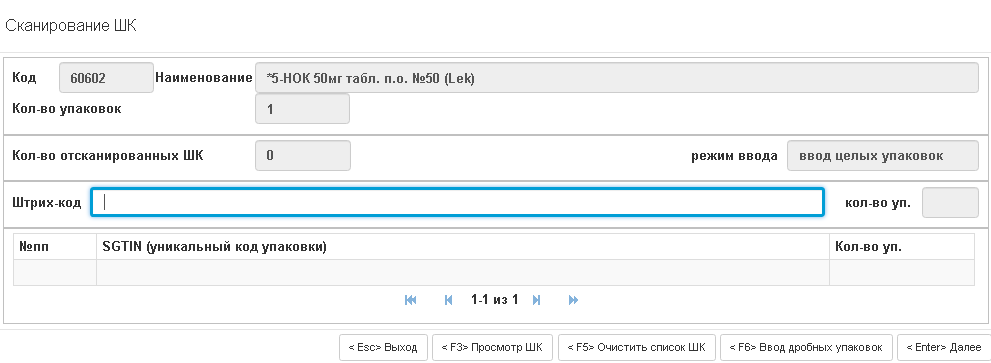 Сканирование ШК
Код 60602 Наименование *5-НОК 50мг табл. п.о. №50 (Lek)
Кол-во упаковок 1
Кол-во отсканированных ШК 0 режим ввода ввод целых упаковок
Штрих-код кол-во уп.
№пп SGTIN (уникальный код упаковки) Кол-во уп.
1-1 из 1
< Esc> Выход < F3> Просмотр ШК < F5> Очистить список ШК < F6> Ввод дробных упаковок < Enter> Далее